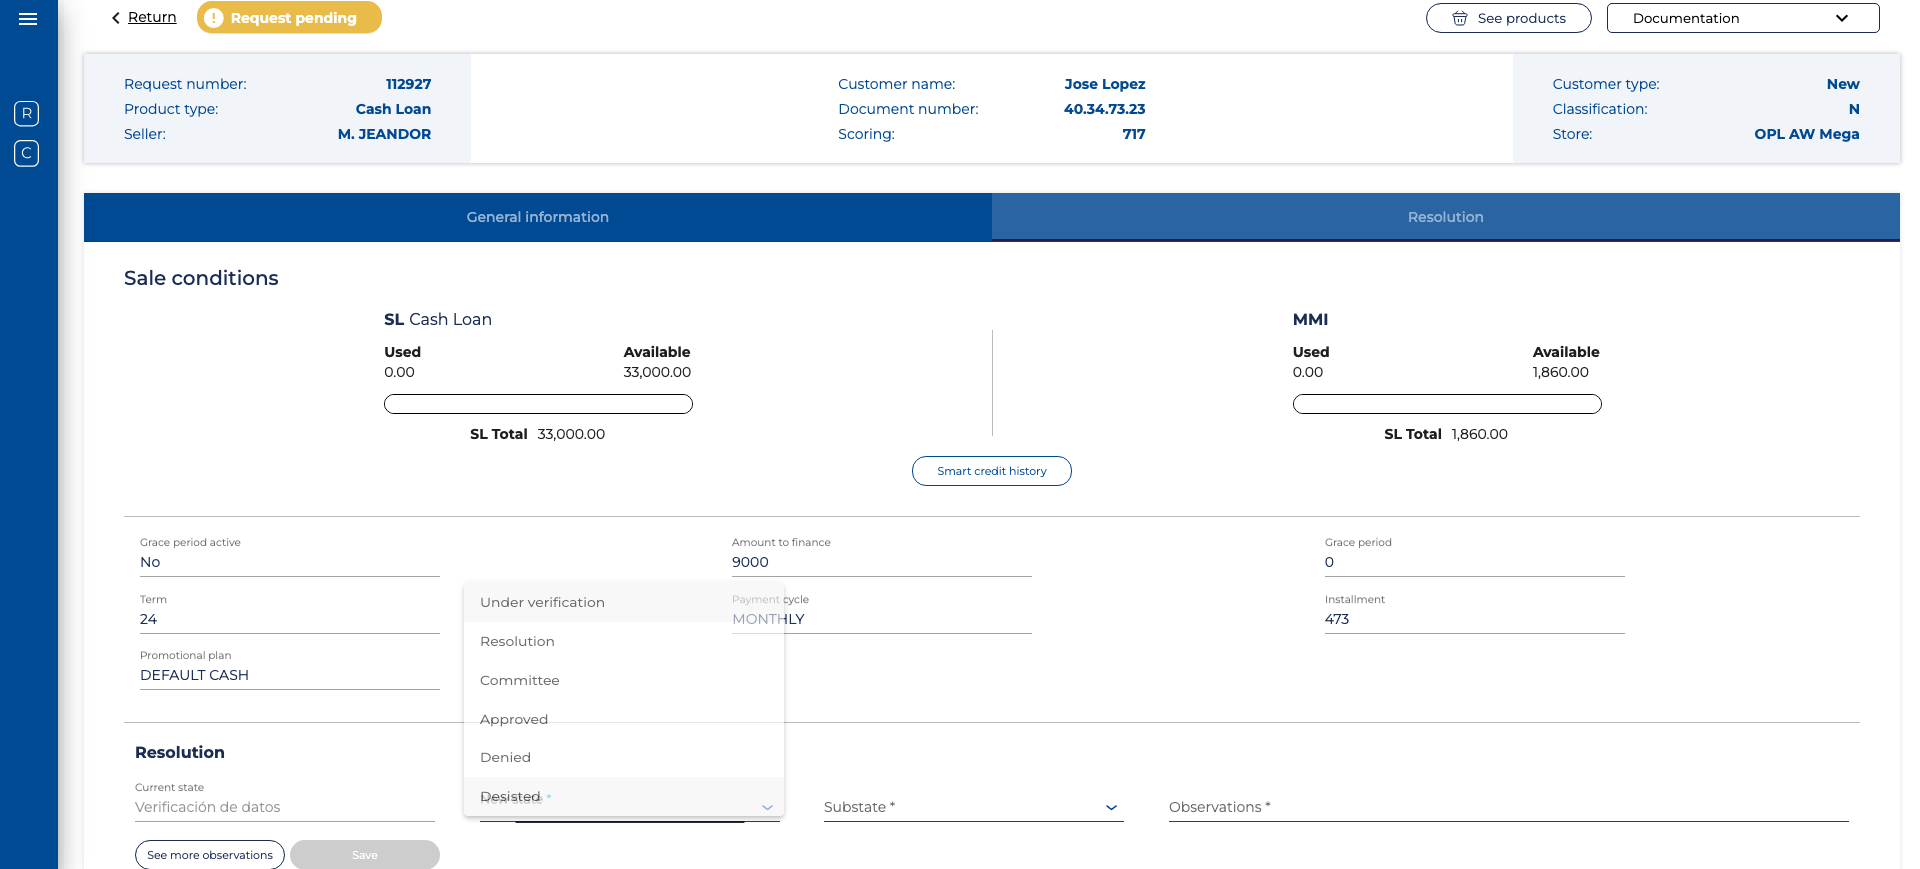 Return
Request pending
See products
Documentation
R
C
Request number: 112927
Product type: Cash Loan
Seller: M. JEANDOR
Customer name: Jose Lopez
Document number: 40.34.73.23
Scoring: 717
Customer type: New
Classification: N
Store: OPL AW Mega
General information
Resolution
Sale conditions
SL Cash Loan
Used Available
0.00 33,000.00
SL Total 33,000.00
MMI
Used Available
0.00 1,860.00
SL Total 1,860.00
Smart credit history
Grace period active
No
Amount to finance
9000
Grace period
0
Term
24
Payment cycle
MONTHLY
Installment
473
Promotional plan
DEFAULT CASH
Under verification
Resolution
Committee
Approved
Denied
Desisted
Resolution
Current state
Verificación de datos
New state *
Substate *
Observations *
See more observations
Save